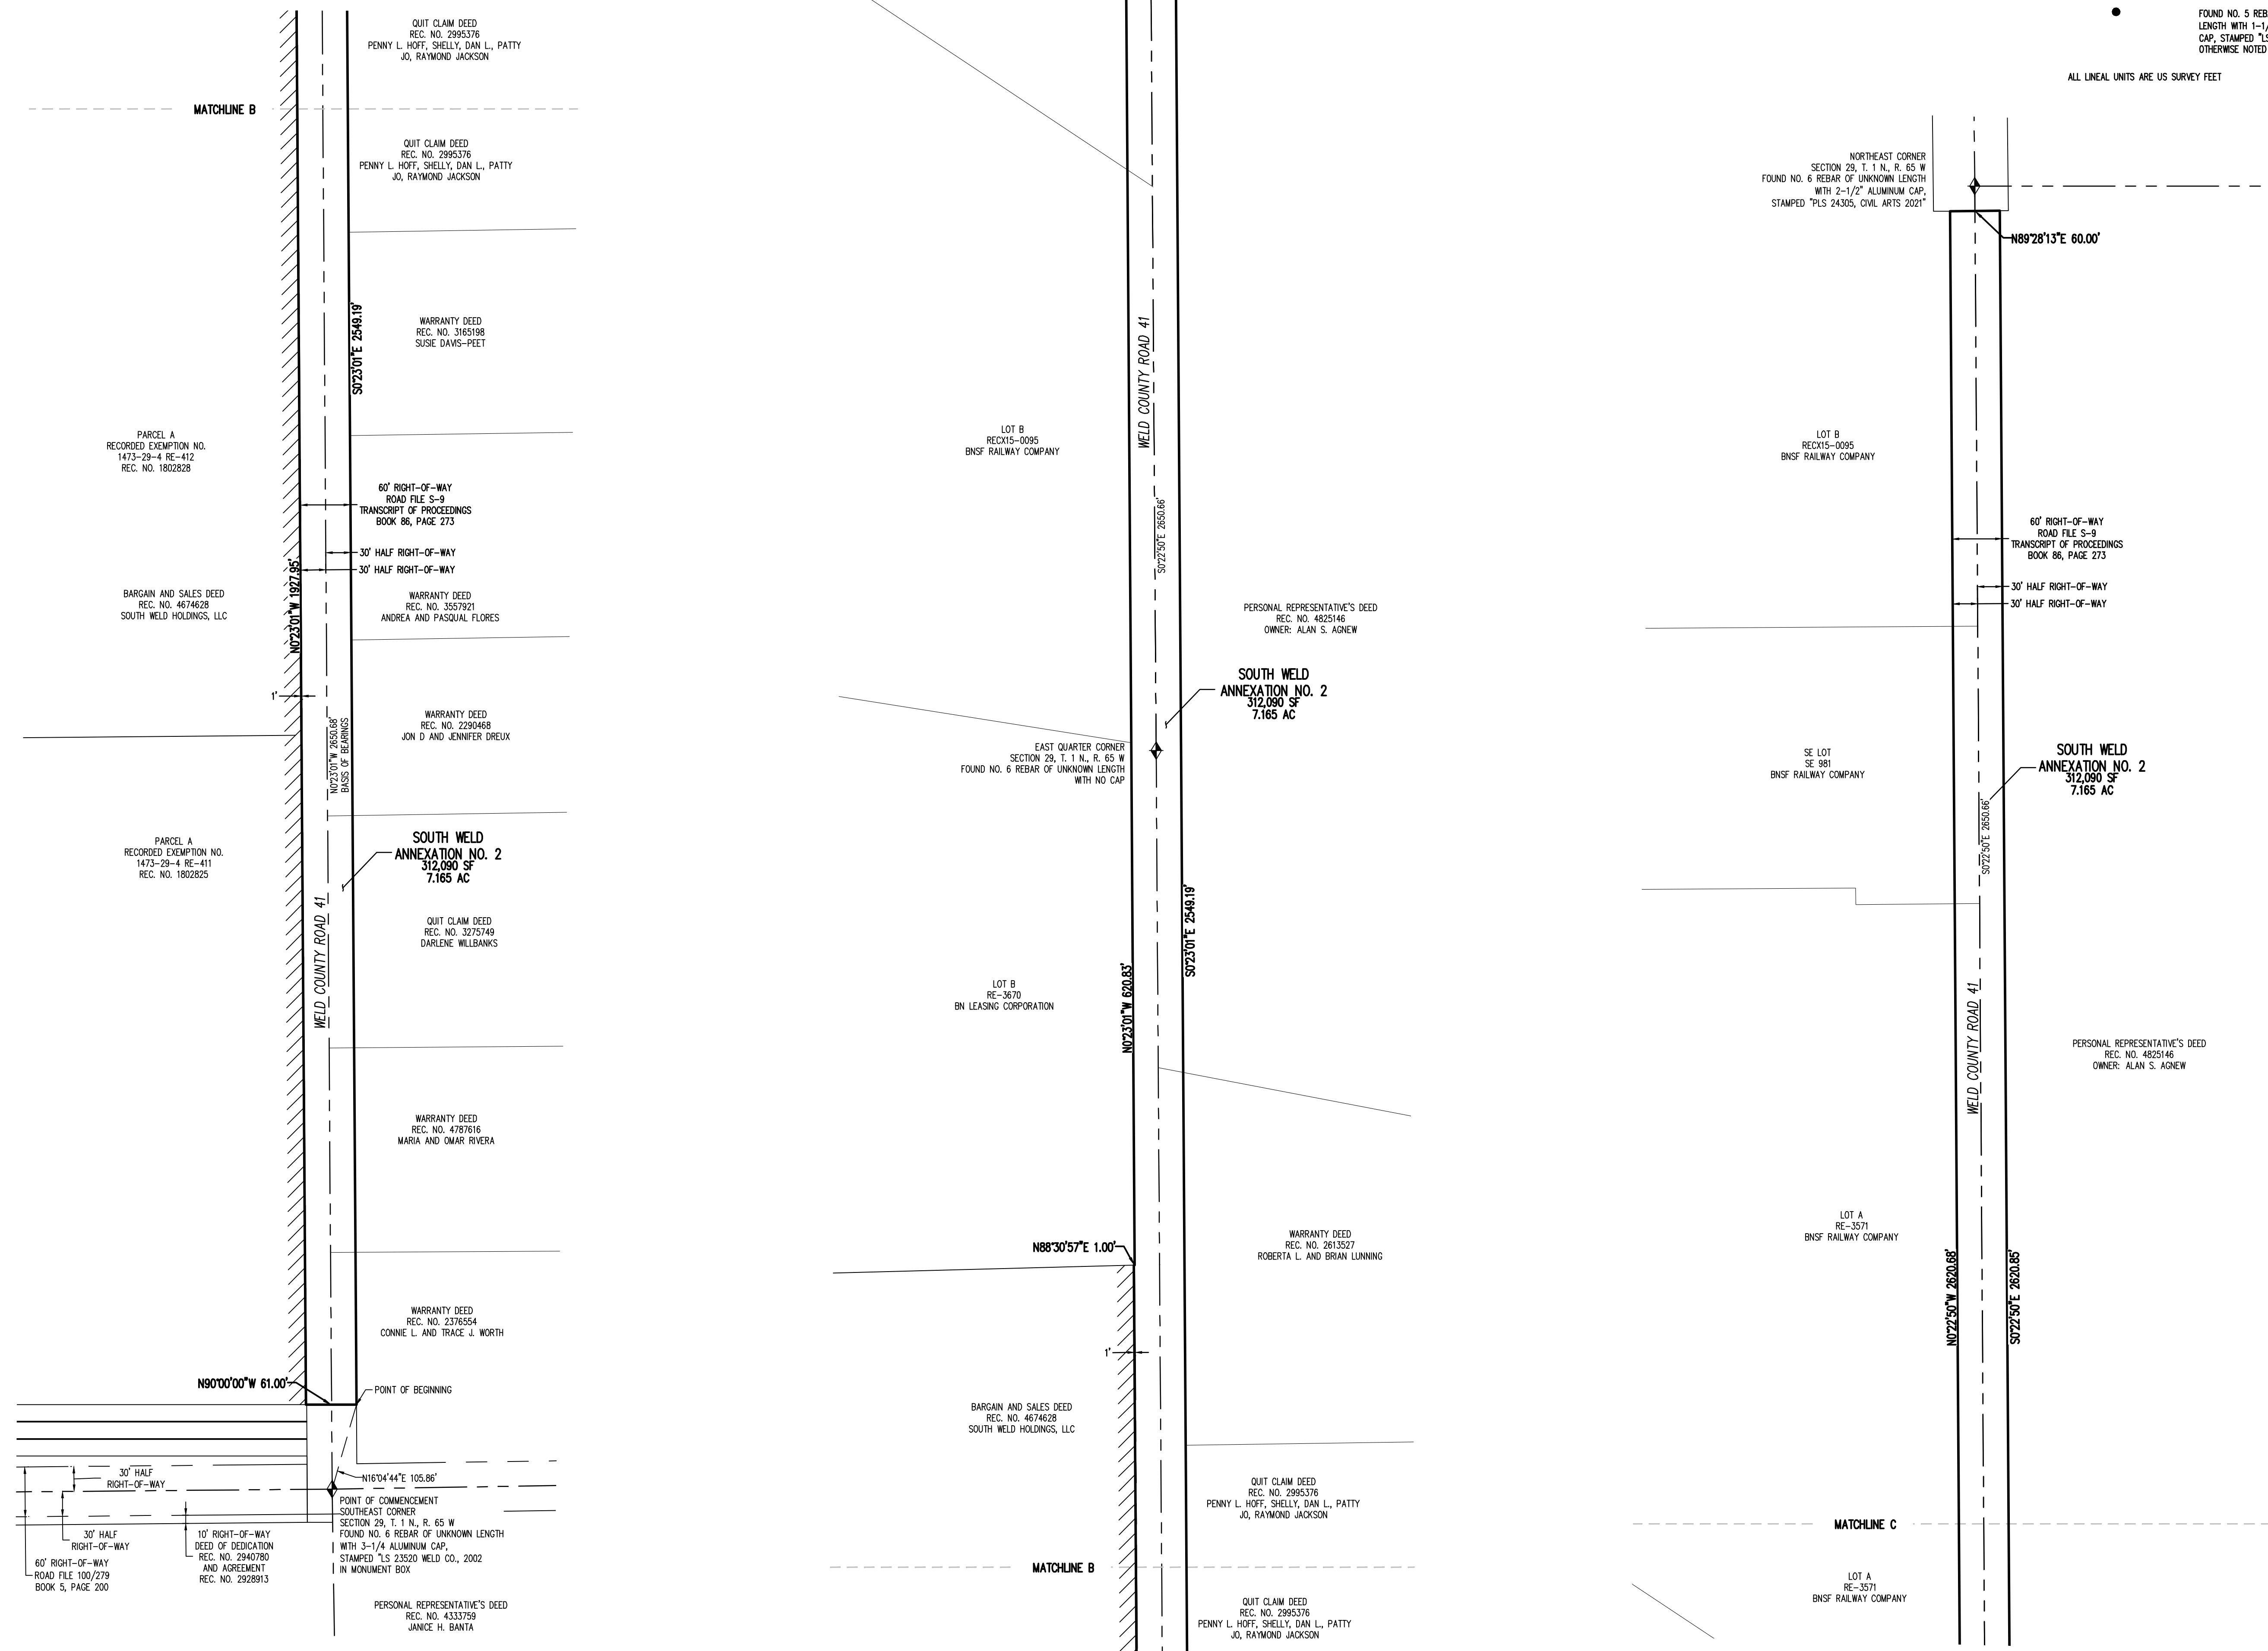 QUIT CLAIM DEED
REC. NO. 2995376
PENNY L. HOFF, SHELLY, DAN L., PATTY
JO, RAYMOND JACKSON
MATCHLINE B
QUIT CLAIM DEED
REC. NO. 2995376
PENNY L. HOFF, SHELLY, DAN L., PATTY
JO, RAYMOND JACKSON
S0°23'01"E 2549.19'
WARRANTY DEED
REC. NO. 3165198
SUSIE DAVIS-PEET
PARCEL A
RECORDED EXEMPTION NO.
1473-29-4 RE-412
REC. NO. 1802828
60' RIGHT-OF-WAY
ROAD FILE S-9
TRANSCRIPT OF PROCEEDINGS
BOOK 86, PAGE 273
30' HALF RIGHT-OF-WAY
30' HALF RIGHT-OF-WAY
N0°23'01"W 1927.95'
BARGAIN AND SALES DEED
REC. NO. 4674628
SOUTH WELD HOLDINGS, LLC
WARRANTY DEED
REC. NO. 3557921
ANDREA AND PASQUAL FLORES
1'
N0°23'01"W 2650.68'
BASIS OF BEARINGS
WARRANTY DEED
REC. NO. 2290468
JON D AND JENNIFER DREUX
PARCEL A
RECORDED EXEMPTION NO.
1473-29-4 RE-411
REC. NO. 1802825
SOUTH WELD
ANNEXATION NO. 2
312,090 SF
7.165 AC
WELD COUNTY ROAD 41
QUIT CLAIM DEED
REC. NO. 3275749
DARLENE WILLBANKS
WARRANTY DEED
REC. NO. 4787616
MARIA AND OMAR RIVERA
WARRANTY DEED
REC. NO. 2376554
CONNIE L. AND TRACE J. WORTH
N90°00'00"W 61.00'
POINT OF BEGINNING
30' HALF
RIGHT-OF-WAY
N16°04'44"E 105.86'
POINT OF COMMENCEMENT
SOUTHEAST CORNER
SECTION 29, T. 1 N., R. 65 W
FOUND NO. 6 REBAR OF UNKNOWN LENGTH
WITH 3-1/4 ALUMINUM CAP,
STAMPED "LS 23520 WELD CO., 2002
IN MONUMENT BOX
30' HALF
RIGHT-OF-WAY
10' RIGHT-OF-WAY
DEED OF DEDICATION
REC. NO. 2940780
AND AGREEMENT
REC. NO. 2928913
60' RIGHT-OF-WAY
ROAD FILE 100/279
BOOK 5, PAGE 200
PERSONAL REPRESENTATIVE'S DEED
REC. NO. 4333759
JANICE H. BANTA
WELD COUNTY ROAD 41
LOT B
RECX15-0095
BNSF RAILWAY COMPANY
S0°22'50"E 2650.66'
PERSONAL REPRESENTATIVE'S DEED
REC. NO. 4825146
OWNER: ALAN S. AGNEW
SOUTH WELD
ANNEXATION NO. 2
312,090 SF
7.165 AC
EAST QUARTER CORNER
SECTION 29, T. 1 N., R. 65 W
FOUND NO. 6 REBAR OF UNKNOWN LENGTH
WITH NO CAP
S0°23'01"E 2549.19'
LOT B
RE-3670
BN LEASING CORPORATION
N0°23'01"W 620.83'
N88°30'57"E 1.00'
WARRANTY DEED
REC. NO. 2613527
ROBERTA L. AND BRIAN LUNNING
1'
BARGAIN AND SALES DEED
REC. NO. 4674628
SOUTH WELD HOLDINGS, LLC
QUIT CLAIM DEED
REC. NO. 2995376
PENNY L. HOFF, SHELLY, DAN L., PATTY
JO, RAYMOND JACKSON
MATCHLINE B
QUIT CLAIM DEED
REC. NO. 2995376
PENNY L. HOFF, SHELLY, DAN L., PATTY
JO, RAYMOND JACKSON
FOUND NO. 5 REB
LENGTH WITH 1-1/
CAP, STAMPED "LS
OTHERWISE NOTED
ALL LINEAL UNITS ARE US SURVEY FEET
NORTHEAST CORNER
SECTION 29, T. 1 N., R. 65 W
FOUND NO. 6 REBAR OF UNKNOWN LENGTH
WITH 2-1/2" ALUMINUM CAP,
STAMPED "PLS 24305, CIVIL ARTS 2021"
N89°28'13"E 60.00'
LOT B
RECX15-0095
BNSF RAILWAY COMPANY
60' RIGHT-OF-WAY
ROAD FILE S-9
TRANSCRIPT OF PROCEEDINGS
BOOK 86, PAGE 273
30' HALF RIGHT-OF-WAY
30' HALF RIGHT-OF-WAY
SE LOT
SE 981
BNSF RAILWAY COMPANY
SOUTH WELD
ANNEXATION NO. 2
312,090 SF
7.165 AC
S0°22'50"E 2650.66'
WELD COUNTY ROAD 41
PERSONAL REPRESENTATIVE'S DEED
REC. NO. 4825146
OWNER: ALAN S. AGNEW
LOT A
RE-3571
BNSF RAILWAY COMPANY
N0°22'50"W 2620.68'
S0°22'50"E 2620.85'
MATCHLINE C
LOT A
RE-3571
BNSF RAILWAY COMPANY